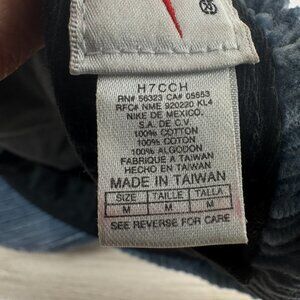 H7CCH
RN# 56323 CA# 05553
RFC# NME 920220 KL4
NIKE DE MEXICO,
S.A. DE C.V.
100% COTTON
100% COTTON
100% ALGODON
FABRIQUE A TAIWAN
HECHO EN TAIWAN
MADE IN TAIWAN
SIZE TAILLE TALLA
M M M
SEE REVERSE FOR CARE